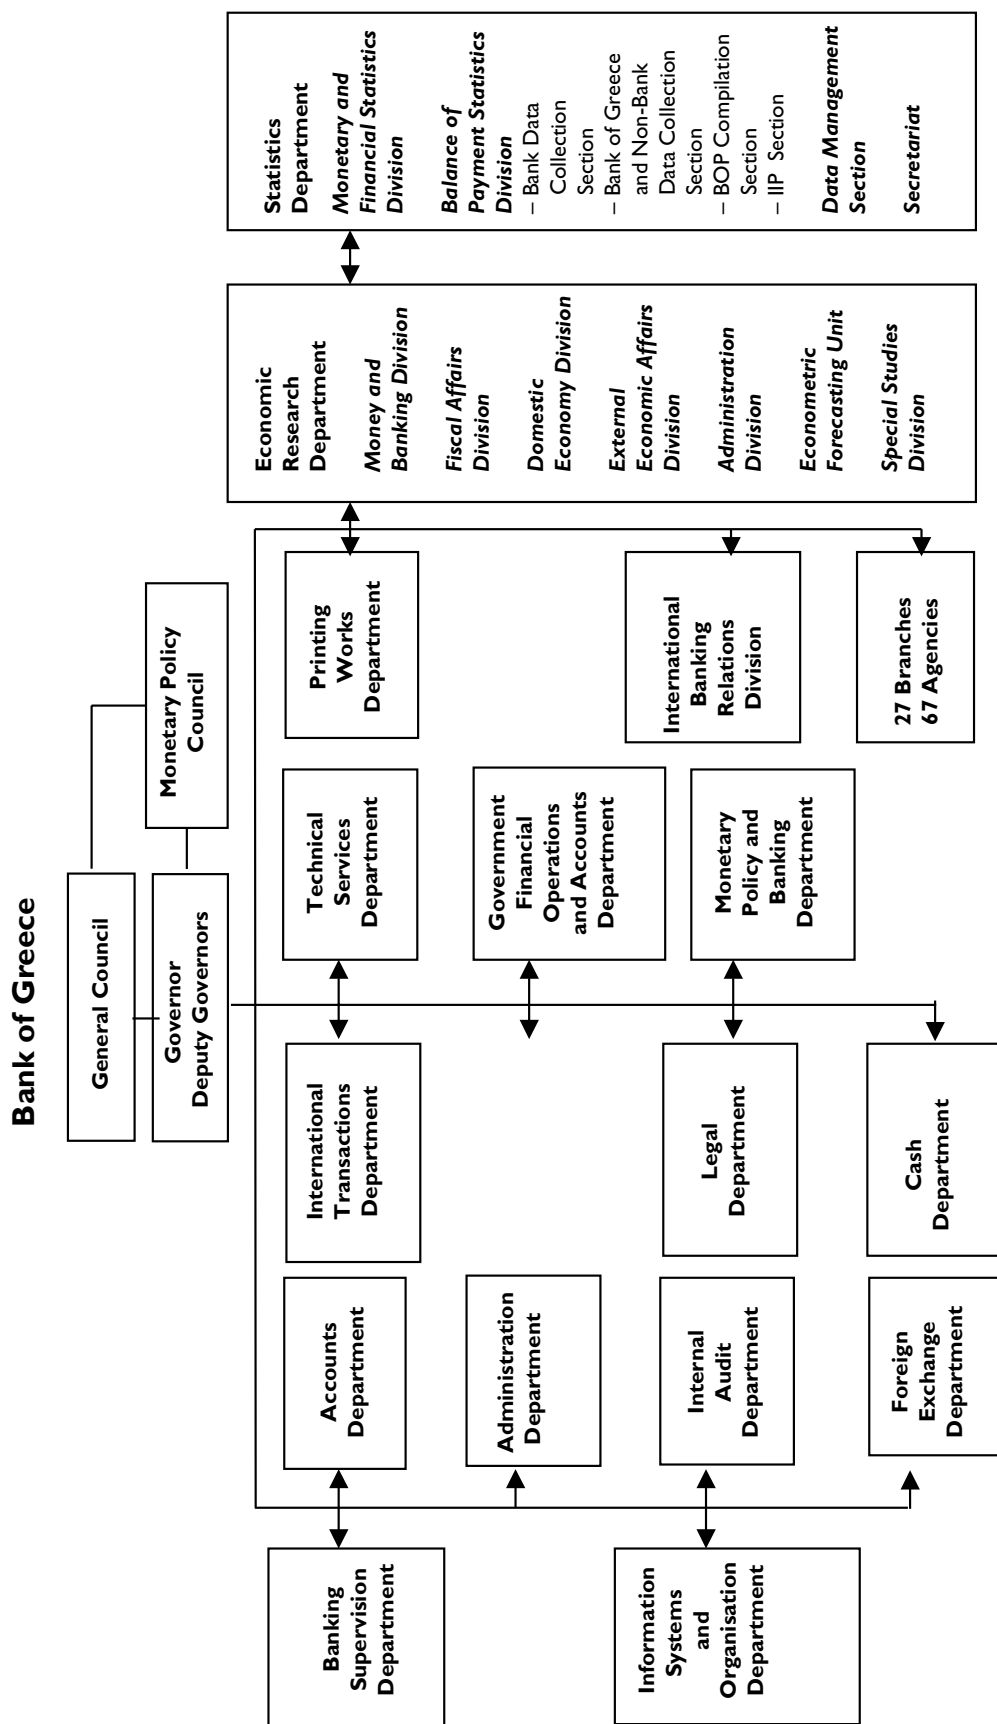 Bank of Greece
General Council
Governor
Deputy Governors
Monetary Policy
Council
Banking
Supervision
Department
Information
Systems
and
Organisation
Department
Accounts
Department
Administration
Department
Internal
Audit
Department
Foreign
Exchange
Department
International
Transactions
Department
Legal
Department
Cash
Department
Technical
Services
Department
Government
Financial
Operations
and Accounts
Department
Monetary
Policy and
Banking
Department
Printing
Works
Department
International
Banking
Relations
Division
27 Branches
67 Agencies
Economic
Research
Department
Money and
Banking Division
Fiscal Affairs
Division
Domestic
Economy Division
External
Economic Affairs
Division
Administration
Division
Econometric
Forecasting Unit
Special Studies
Division
Statistics
Department
Monetary and
Financial Statistics
Division
Balance of
Payment Statistics
Division
– Bank Data
Collection
Section
– Bank of Greece
and Non-Bank
Data Collection
Section
– BOP Compilation
Section
– IIP Section
Data Management
Section
Secretariat